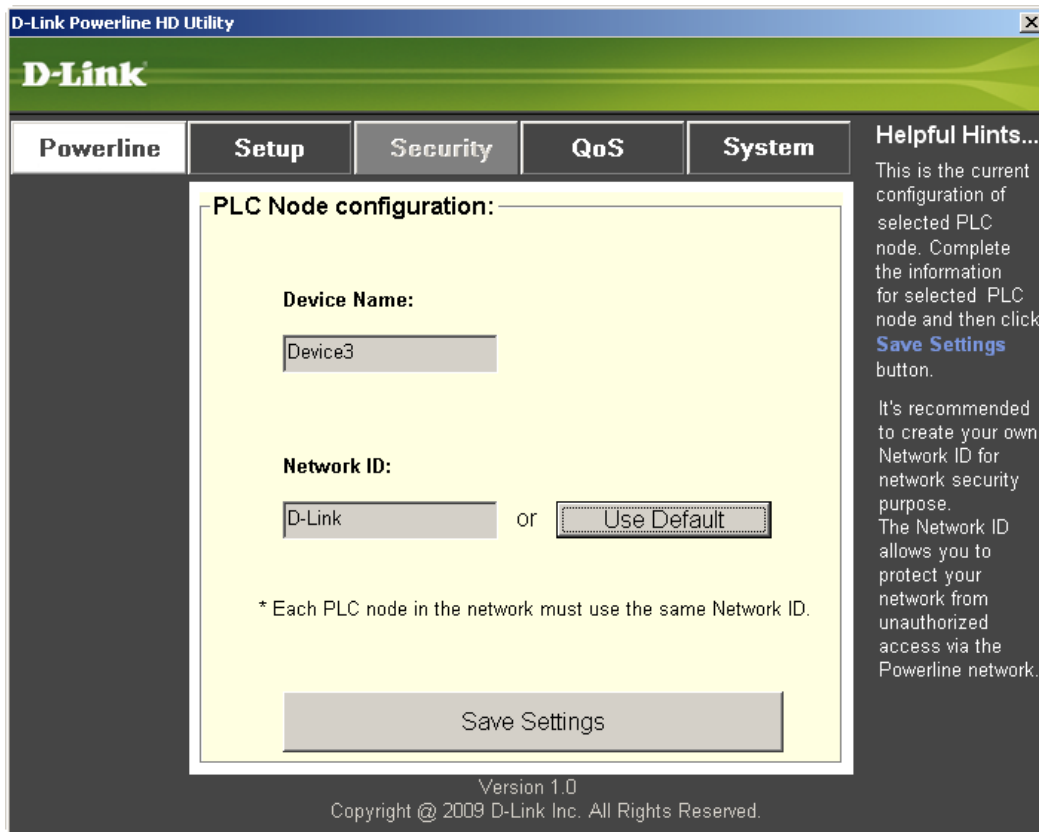 D-Link Powerline HD Utility
D-Link
Powerline
Setup
Security
QoS
System
PLC Node configuration:
Device Name:
Device3
Network ID:
D-Link
or
Use Default
* Each PLC node in the network must use the same Network ID.
Save Settings
Helpful Hints...
This is the current
configuration of
selected PLC
node. Complete
the information
for selected PLC
node and then click
Save Settings
button.
It's recommended
to create your own
Network ID for
network security
purpose.
The Network ID
allows you to
protect your
network from
unauthorized
access via the
Powerline network.
Version 1.0
Copyright @ 2009 D-Link Inc. All Rights Reserved.